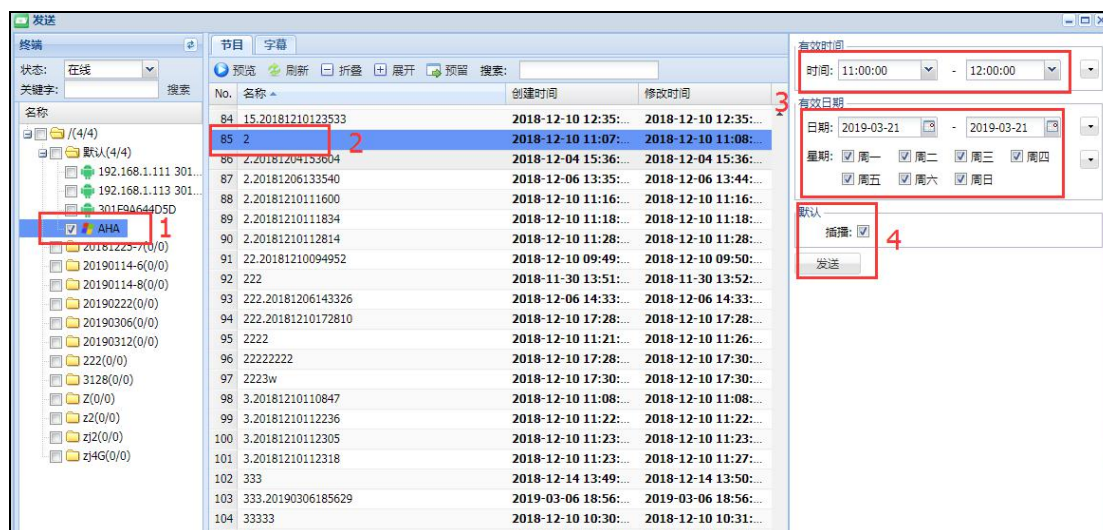 发送
终端
状态: 在线
关键字: 搜索
名称
/(4/4)
默认(4/4)
192.168.1.111 301...
192.168.1.113 301...
301F9A644D5D
AHA
1
20181225-7(0/0)
20190114-6(0/0)
20190114-8(0/0)
20190222(0/0)
20190306(0/0)
20190312(0/0)
222(0/0)
3128(0/0)
Z(0/0)
z2(0/0)
zj2(0/0)
zj4G(0/0)
节目 字幕
预览 刷新 折叠 展开 预留 搜索:
No. 名称 创建时间 修改时间
84 15.20181210123533 2018-12-10 12:35:... 2018-12-10 12:35:...
85 2 2018-12-10 11:07:... 2018-12-10 11:08:...
2
86 2.20181204153604 2018-12-04 15:36:... 2018-12-04 15:36:...
87 2.20181206133540 2018-12-06 13:35:... 2018-12-06 13:44:...
88 2.20181210111600 2018-12-10 11:16:... 2018-12-10 11:16:...
89 2.20181210111834 2018-12-10 11:18:... 2018-12-10 11:18:...
90 2.20181210112814 2018-12-10 11:28:... 2018-12-10 11:28:...
91 22.20181210094952 2018-12-10 09:49:... 2018-12-10 09:50:...
92 222 2018-11-30 13:51:... 2018-11-30 13:52:...
93 222.20181206143326 2018-12-06 14:33:... 2018-12-06 14:33:...
94 222.20181210172810 2018-12-10 17:28:... 2018-12-10 17:28:...
95 2222 2018-12-10 11:21:... 2018-12-10 11:26:...
96 22222222 2018-12-10 17:28:... 2018-12-10 17:30:...
97 2223w 2018-12-10 17:30:... 2018-12-10 17:30:...
98 3.20181210110847 2018-12-10 11:08:... 2018-12-10 11:08:...
99 3.20181210112236 2018-12-10 11:22:... 2018-12-10 11:22:...
100 3.20181210112305 2018-12-10 11:23:... 2018-12-10 11:23:...
101 3.20181210112318 2018-12-10 11:23:... 2018-12-10 11:27:...
102 333 2018-12-14 13:49:... 2018-12-14 13:50:...
103 333.20190306185629 2019-03-06 18:56:... 2019-03-06 18:56:...
104 33333 2018-12-10 10:30:... 2018-12-10 10:31:...
有效时间
时间: 11:00:00 - 12:00:00
3
有效日期
日期: 2019-03-21 - 2019-03-21
星期: 周一 周二 周三 周四
周五 周六 周日
默认
插播:
4
发送